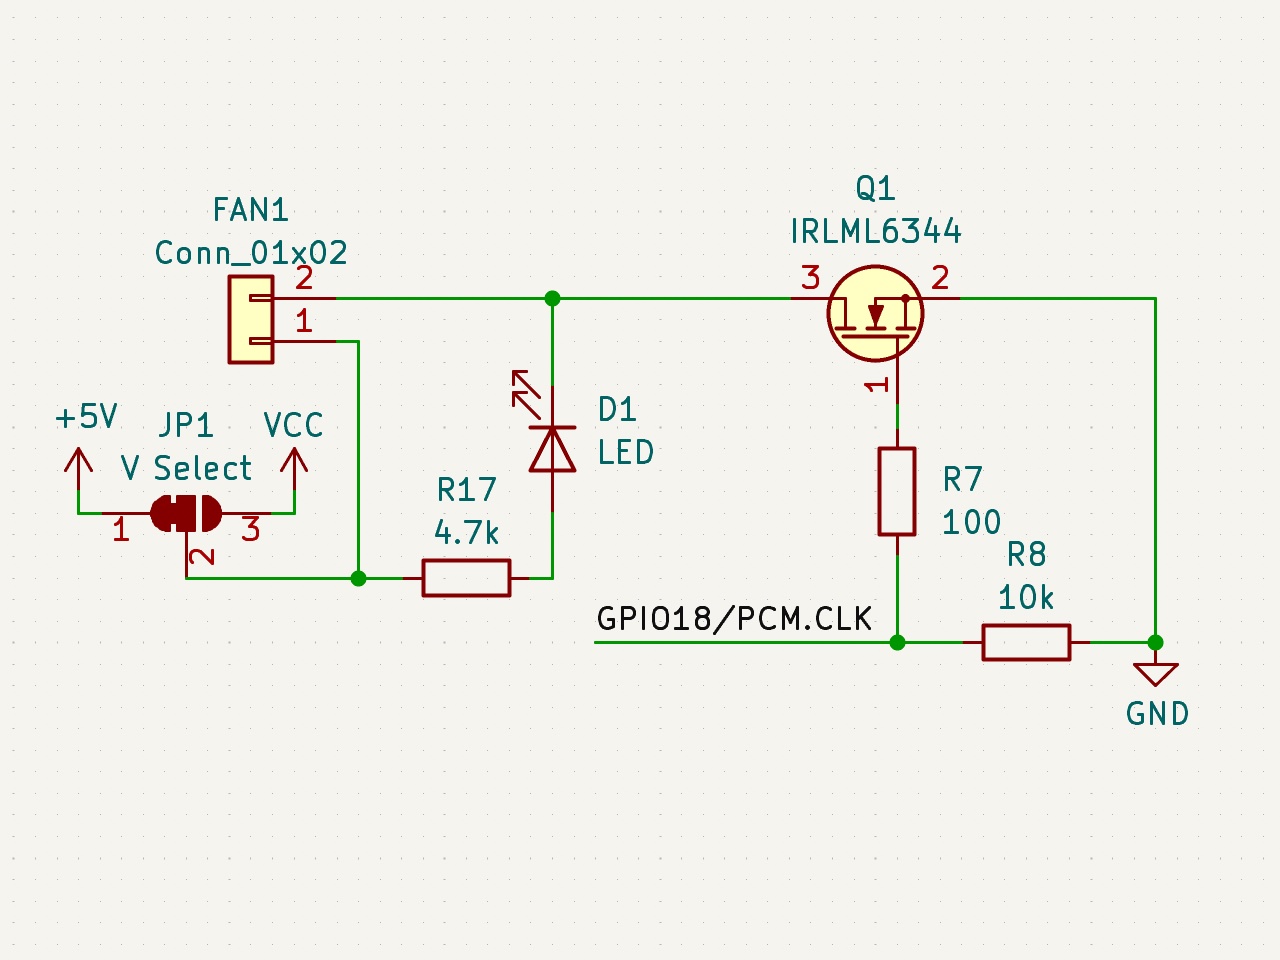 Q1
IRLML6344
3
2
1
FAN1
Conn_01x02
2
1
+5V
JP1
VCC
V Select
1
3
2
D1
LED
R17
4.7k
R7
100
R8
10k
GPIO18/PCM.CLK
GND